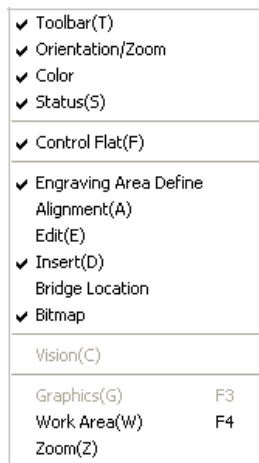 Toolbar(T)
Orientation/Zoom
Color
Status(S)
Control Flat(F)
Engraving Area Define
Alignment(A)
Edit(E)
Insert(D)
Bridge Location
Bitmap
Vision(C)
Graphics(G) F3
Work Area(W) F4
Zoom(Z)